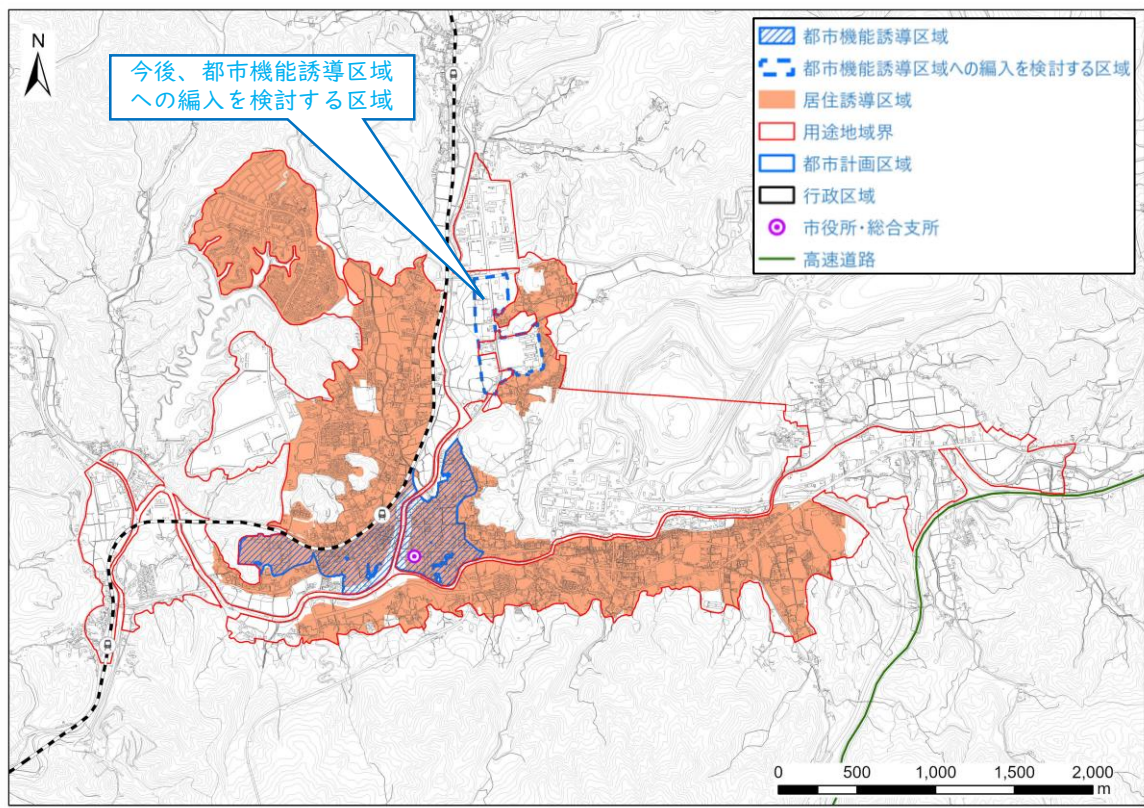 N
今後、都市機能誘導区域
への編入を検討する区域
都市機能誘導区域
都市機能誘導区域への編入を検討する区域
居住誘導区域
用途地域界
都市計画区域
行政区域
市役所・総合支所
高速道路
0 500 1,000 1,500 2,000
m